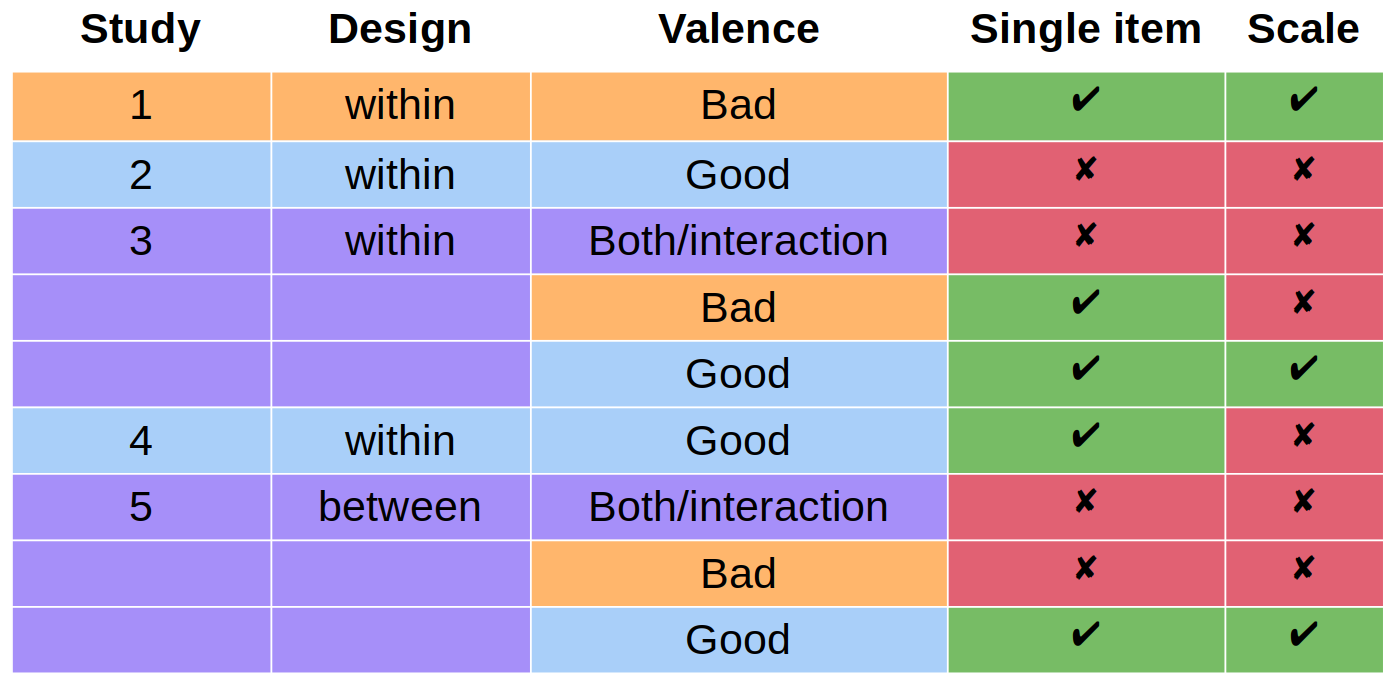 Study Design Valence Single item Scale
1 within Bad ✔ ✔
2 within Good ✘ ✘
3 within Both/interaction ✘ ✘
Bad ✔ ✘
Good ✔ ✔
4 within Good ✔ ✘
5 between Both/interaction ✘ ✘
Bad ✘ ✘
Good ✔ ✔